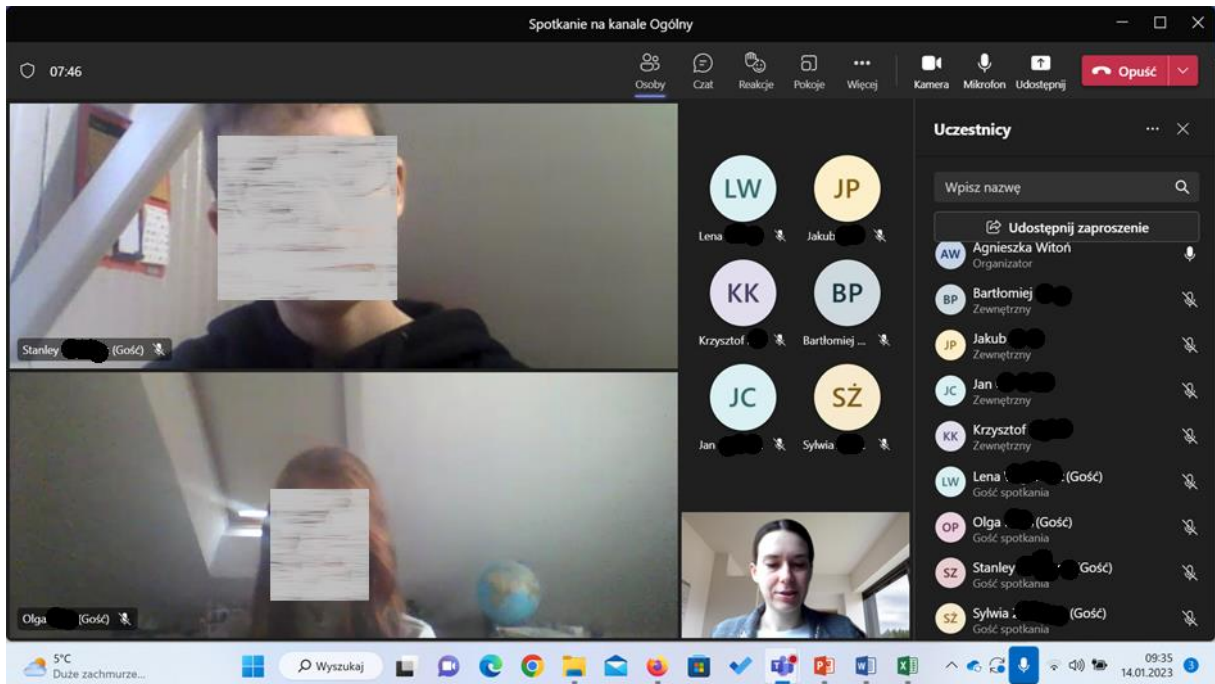 Spotkanie na kanale Ogólny
07:46
Osoby
Czat
Reakcje
Pokoje
Więcej
Kamera
Mikrofon
Udostępnij
Opuść
Stanley (Gość)
Olga (Gość)
LW
Lena
JP
Jakub
KK
Krzysztof
BP
Bartłomiej ...
JC
Jan
SŻ
Sylwia
Uczestnicy
Wpisz nazwę
Udostępnij zaproszenie
AW
Agnieszka Witoń
Organizator
BP
Bartłomiej
Zewnętrzny
JP
Jakub
Zewnętrzny
JC
Jan
Zewnętrzny
KK
Krzysztof
Zewnętrzny
LW
Lena (Gość)
Gość spotkania
OP
Olga (Gość)
Gość spotkania
SZ
Stanley (Gość)
Gość spotkania
SŻ
Sylwia (Gość)
Gość spotkania
5°C
Duże zachmurze...
Wyszukaj
09:35
14.01.2023
3